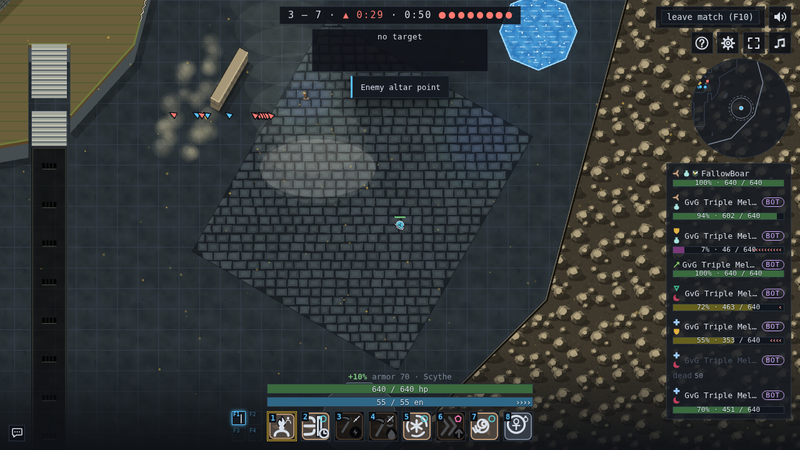 3 – 7 · ▲ 0:29 · 0:50
leave match (F10)
no target
Enemy altar point
FallowBoar
100% · 640 / 640
GvG Triple Mel… BOT
94% · 602 / 640
GvG Triple Mel… BOT
7% · 46 / 640
GvG Triple Mel… BOT
100% · 640 / 640
GvG Triple Mel… BOT
72% · 463 / 640
GvG Triple Mel… BOT
55% · 353 / 640
GvG Triple Mel… BOT
dead 50
GvG Triple Mel… BOT
70% · 451 / 640
+10% armor 70 · Scythe
640 / 640 hp
55 / 55 en
F1 F2
F3 F4
1 2 3 4 5 6 7 8